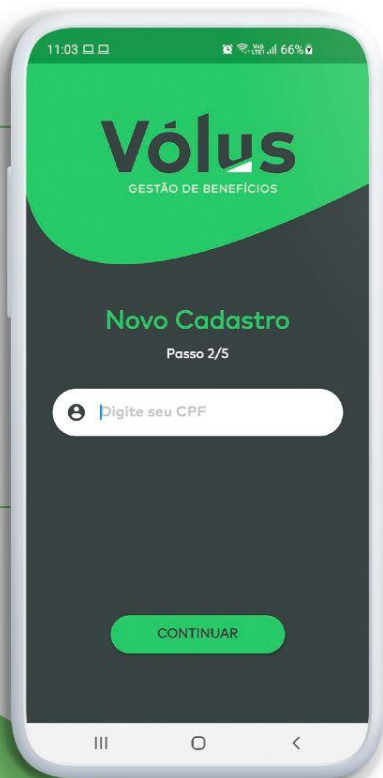 11:03 66%
Vólus
GESTÃO DE BENEFÍCIOS
Novo Cadastro
Passo 2/5
Digite seu CPF
CONTINUAR